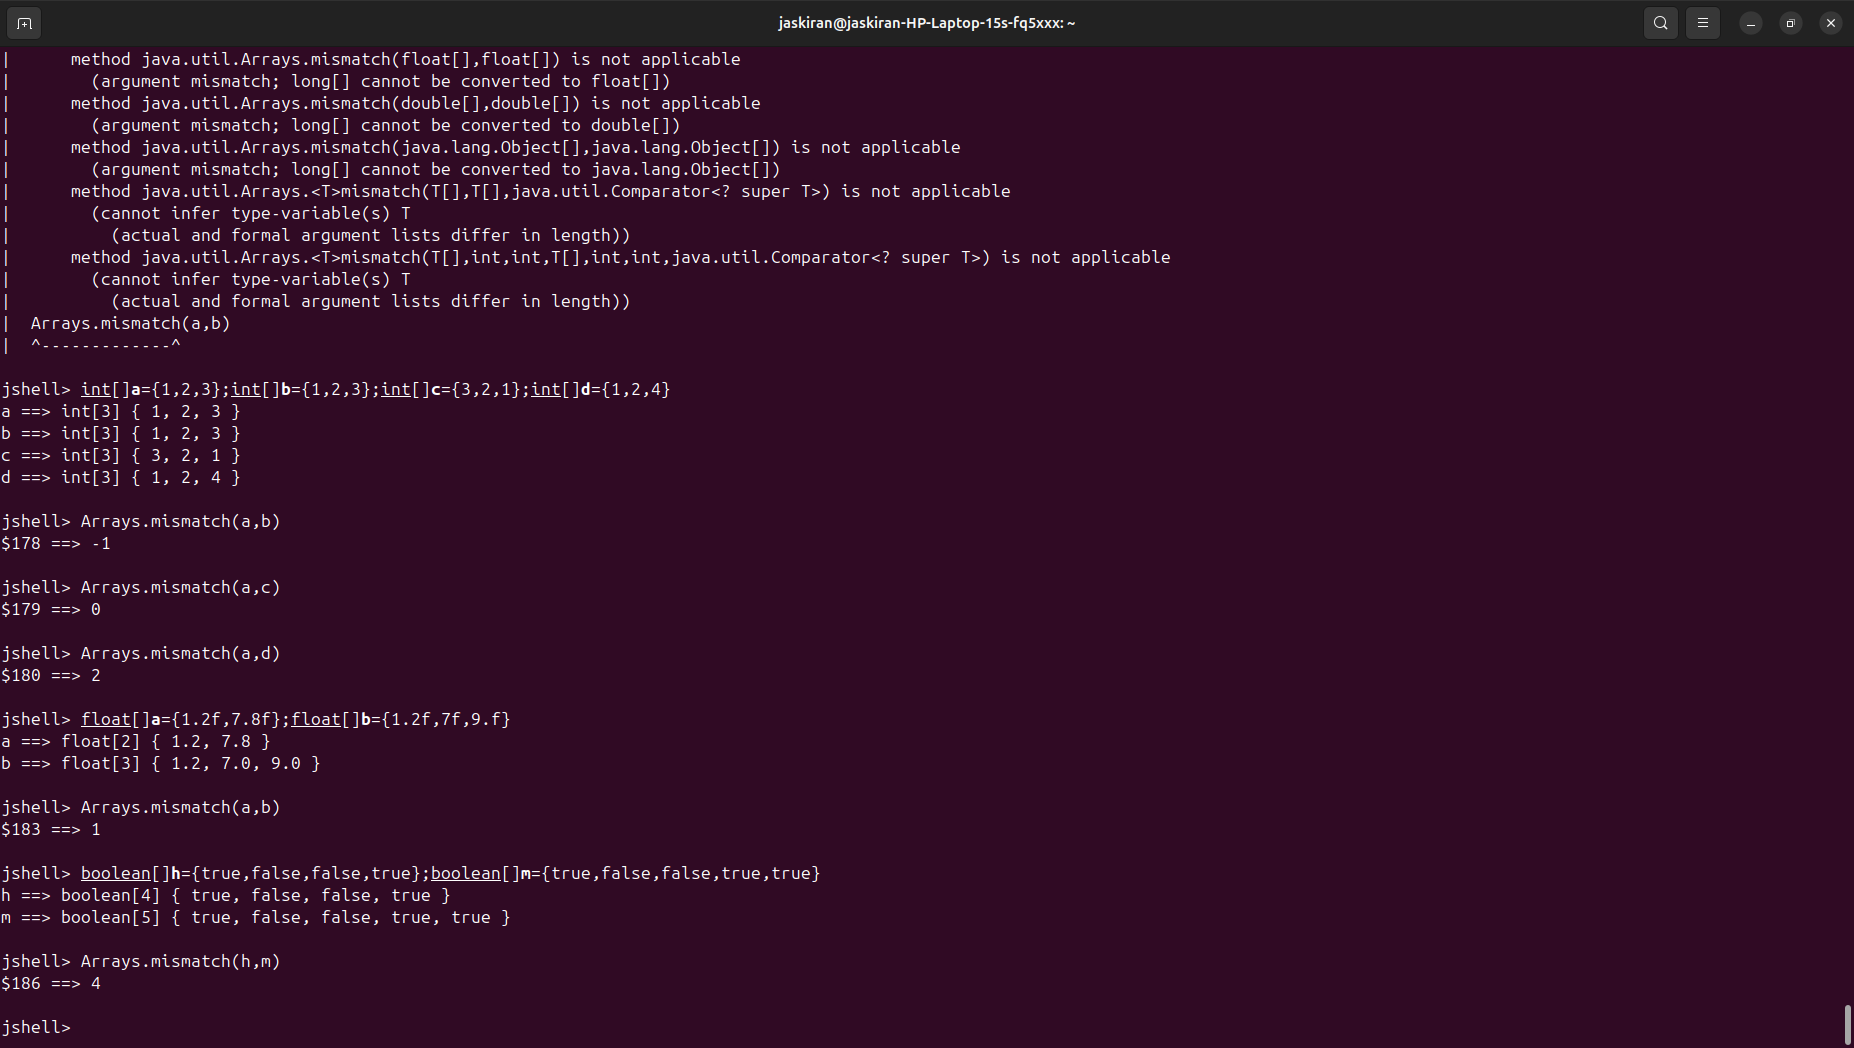 jaskiran@jaskiran-HP-Laptop-15s-fq5xxx: ~
|      method java.util.Arrays.mismatch(float[],float[]) is not applicable
|        (argument mismatch; long[] cannot be converted to float[])
|      method java.util.Arrays.mismatch(double[],double[]) is not applicable
|        (argument mismatch; long[] cannot be converted to double[])
|      method java.util.Arrays.mismatch(java.lang.Object[],java.lang.Object[]) is not applicable
|        (argument mismatch; long[] cannot be converted to java.lang.Object[])
|      method java.util.Arrays.<T>mismatch(T[],T[],java.util.Comparator<? super T>) is not applicable
|        (cannot infer type-variable(s) T
|          (actual and formal argument lists differ in length))
|      method java.util.Arrays.<T>mismatch(T[],int,int,T[],int,int,java.util.Comparator<? super T>) is not applicable
|        (cannot infer type-variable(s) T
|          (actual and formal argument lists differ in length))
|  Arrays.mismatch(a,b)
|  ^-------------^
jshell> int[]a={1,2,3};int[]b={1,2,3};int[]c={3,2,1};int[]d={1,2,4}
a ==> int[3] { 1, 2, 3 }
b ==> int[3] { 1, 2, 3 }
c ==> int[3] { 3, 2, 1 }
d ==> int[3] { 1, 2, 4 }
jshell> Arrays.mismatch(a,b)
$178 ==> -1
jshell> Arrays.mismatch(a,c)
$179 ==> 0
jshell> Arrays.mismatch(a,d)
$180 ==> 2
jshell> float[]a={1.2f,7.8f};float[]b={1.2f,7f,9.f}
a ==> float[2] { 1.2, 7.8 }
b ==> float[3] { 1.2, 7.0, 9.0 }
jshell> Arrays.mismatch(a,b)
$183 ==> 1
jshell> boolean[]h={true,false,false,true};boolean[]m={true,false,false,true,true}
h ==> boolean[4] { true, false, false, true }
m ==> boolean[5] { true, false, false, true, true }
jshell> Arrays.mismatch(h,m)
$186 ==> 4
jshell>